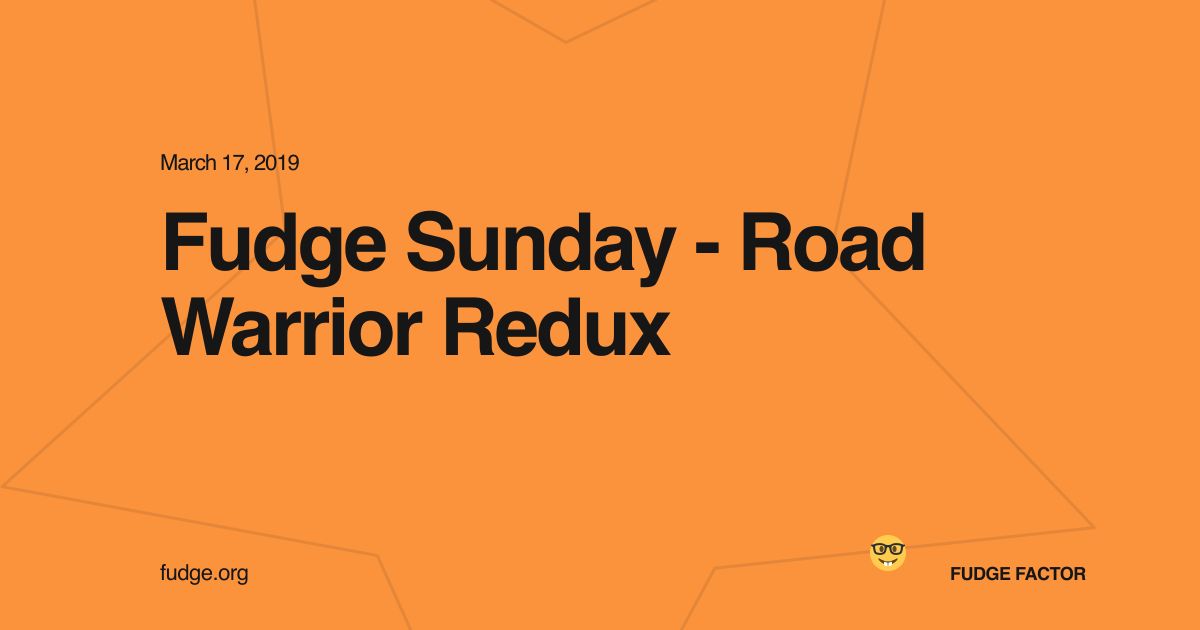 March 17, 2019
Fudge Sunday - Road
Warrior Redux
fudge.org
FUDGE FACTOR